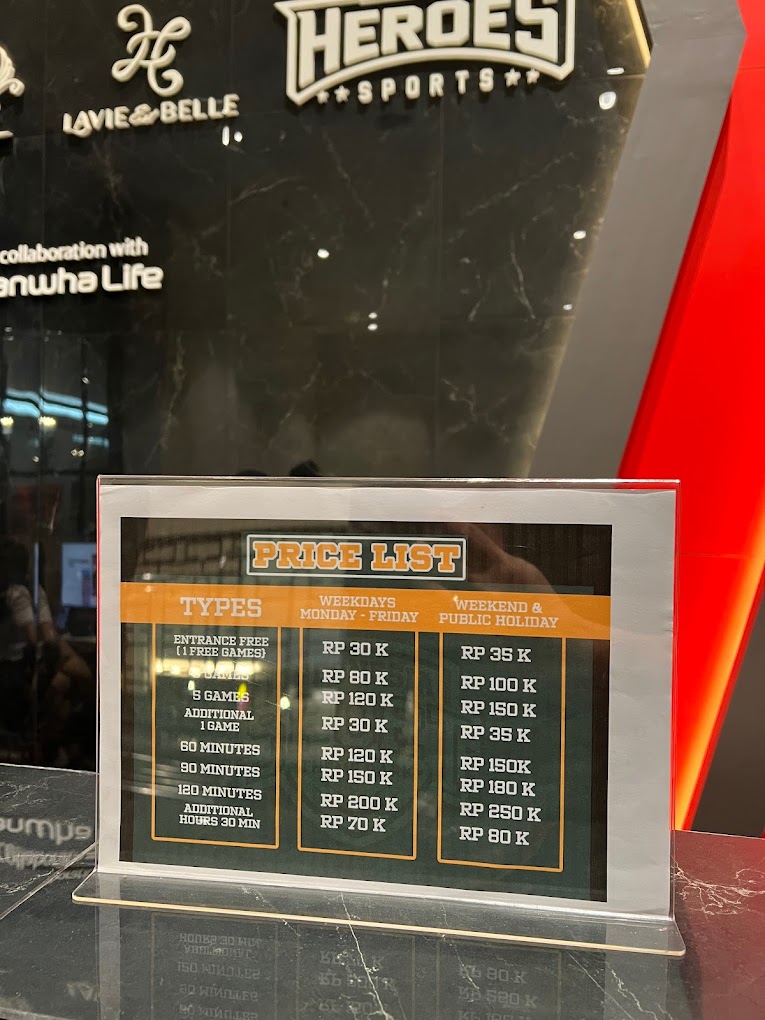 HEROES
★★SPORTS★★
LAVIE & BELLE
collaboration with
anwha Life
PRICE LIST
TYPES
WEEKDAYS
MONDAY - FRIDAY
WEEKEND &
PUBLIC HOLIDAY
ENTRANCE FREE
( 1 FREE GAMES)
RP 30 K
RP 35 K
GAMES
RP 80 K
RP 100 K
5 GAMES
RP 120 K
RP 150 K
ADDITIONAL
1 GAME
RP 30 K
RP 35 K
60 MINUTES
RP 120 K
RP 150K
90 MINUTES
RP 150 K
RP 180 K
120 MINUTES
RP 200 K
RP 250 K
ADDITIONAL
HOURS 30 MIN
RP 70 K
RP 80 K